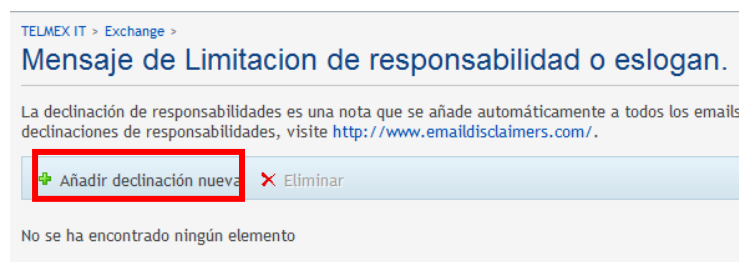 TELMEX IT > Exchange >
Mensaje de Limitacion de responsabilidad o eslogan.
La declinación de responsabilidades es una nota que se añade automáticamente a todos los emails
declinaciones de responsabilidades, visite http://www.emaildisclaimers.com/.
Añadir declinación nueva Eliminar
No se ha encontrado ningún elemento